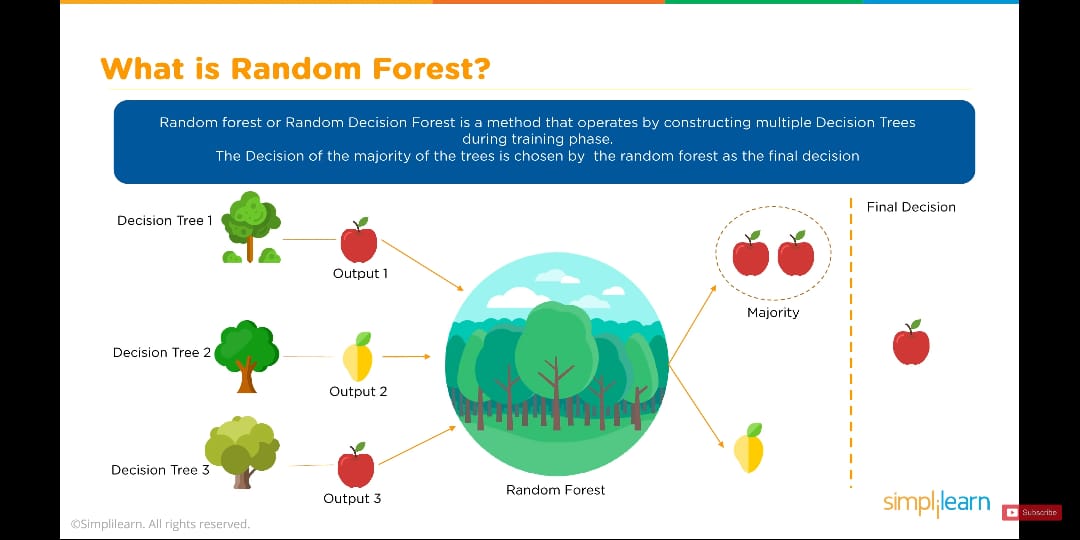 What is Random Forest?
Random forest or Random Decision Forest is a method that operates by constructing multiple Decision Trees
during training phase.
The Decision of the majority of the trees is chosen by the random forest as the final decision
Decision Tree 1
Output 1
Decision Tree 2
Output 2
Decision Tree 3
Output 3
Random Forest
Majority
Final Decision
simplilearn
Subscribe
©Simplilearn. All rights reserved.